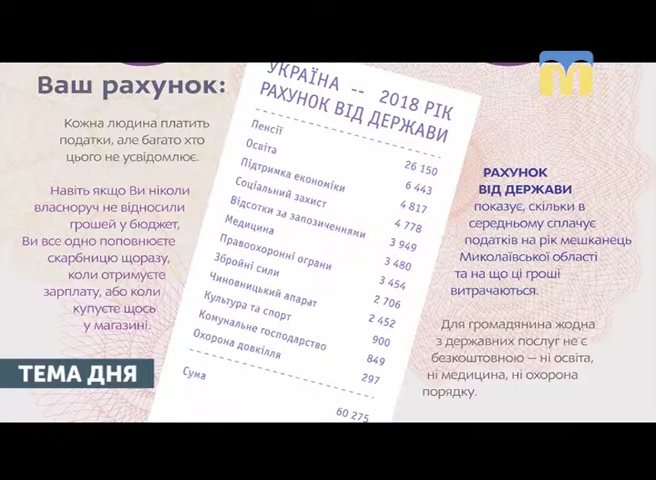 Ваш рахунок:
Кожна людина платить
податки, але багато хто
цього не усвідомлює.
Навіть якщо Ви ніколи
власноруч не відносили
грошей у бюджет,
Ви все одно поповнюєте
скарбницю щоразу,
коли отримуєте
зарплату, або коли
купуєте щось
у магазині.
ТЕМА ДНЯ
УКРАЇНА -- 2018 РІК
РАХУНОК ВІД ДЕРЖАВИ
Пенсії 26 150
Освіта 6 443
Підтримка економіки 4 817
Соціальний захист 4 778
Відсотки за запозиченнями 3 949
Медицина 3 480
Правоохоронні органи 3 454
Збройні сили 2 706
Чиновницький апарат 2 452
Культура та спорт 900
Комунальне господарство 849
Охорона довкілля 297
Сума 60 275
РАХУНОК
ВІД ДЕРЖАВИ
показує, скільки в
середньому сплачує
податків на рік мешканець
Миколаївської області
та на що ці гроші
витрачаються.
Для громадянина жодна
з державних послуг не є
безкоштовною — ні освіта,
ні медицина, ні охорона
порядку.